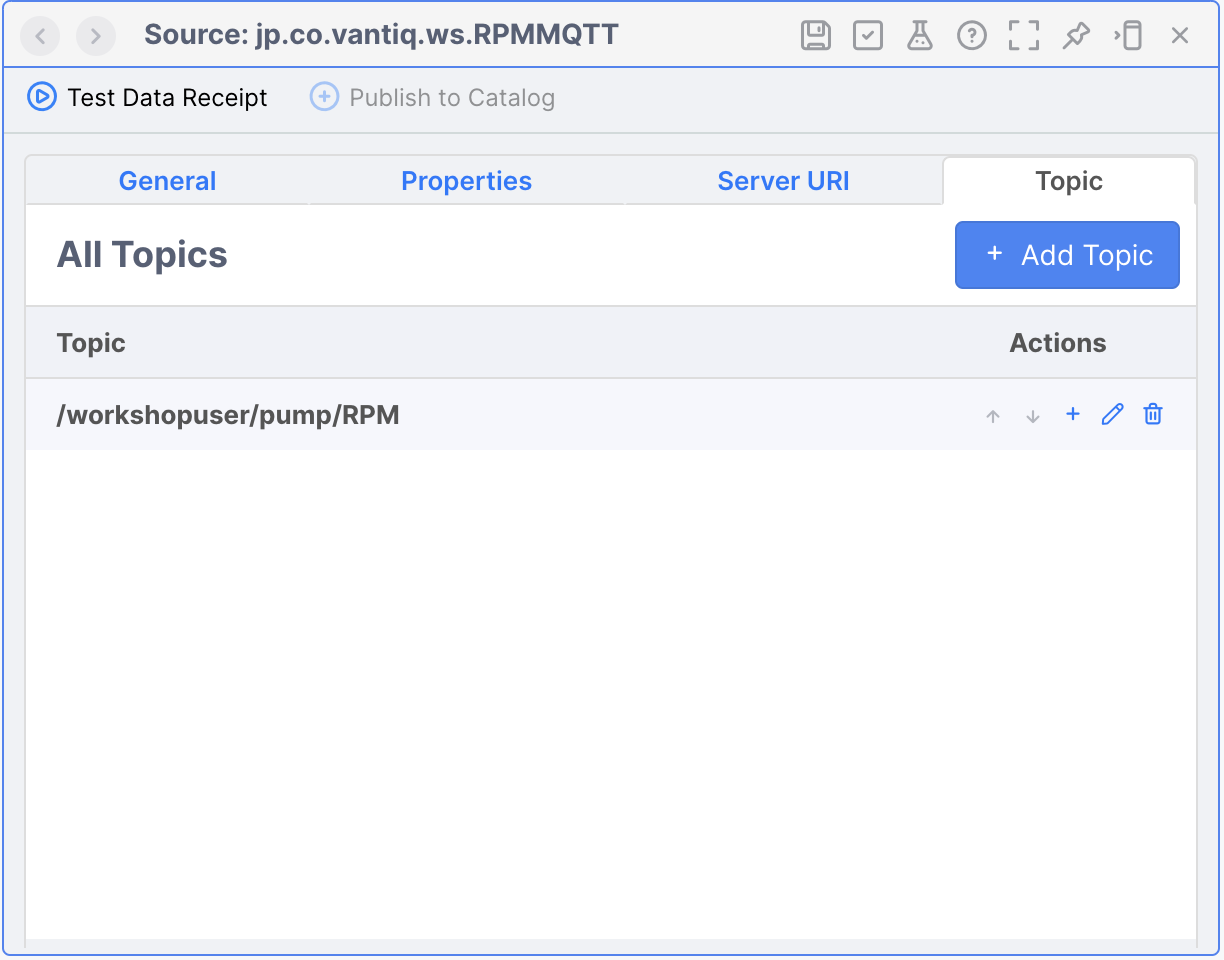 Source: jp.co.vantiq.ws.RPMMQTT
Test Data Receipt Publish to Catalog
General Properties Server URI Topic
All Topics + Add Topic
Topic Actions
/workshopuser/pump/RPM